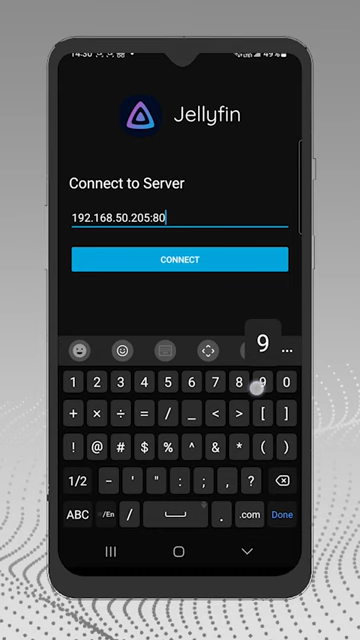 14:30
49%
Jellyfin
Connect to Server
192.168.50.205:80
CONNECT
9
1 2 3 4 5 6 7 8 9 0
+ × ÷ = / _ < > [ ]
! @ # $ % ^ & * ( )
1/2 - ' " : ; , ?
ABC /En / . .com Done